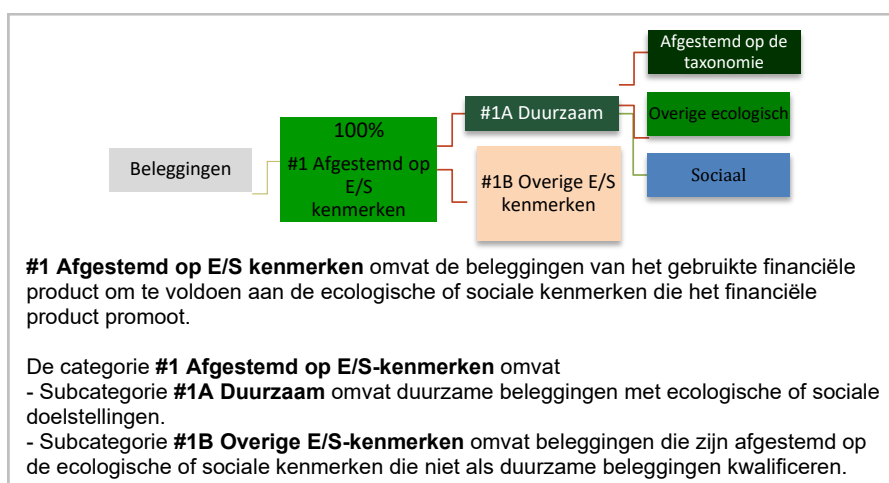 Afgestemd op de
taxonomie
#1A Duurzaam
Overige ecologisch
100%
Beleggingen
#1 Afgestemd op
E/S
kenmerken
#1B Overige E/S
kenmerken
Sociaal
#1 Afgestemd op E/S kenmerken omvat de beleggingen van het gebruikte financiële
product om te voldoen aan de ecologische of sociale kenmerken die het financiële
product promoot.
De categorie #1 Afgestemd op E/S-kenmerken omvat
- Subcategorie #1A Duurzaam omvat duurzame beleggingen met ecologische of sociale
doelstellingen.
- Subcategorie #1B Overige E/S-kenmerken omvat beleggingen die zijn afgestemd op
de ecologische of sociale kenmerken die niet als duurzame beleggingen kwalificeren.